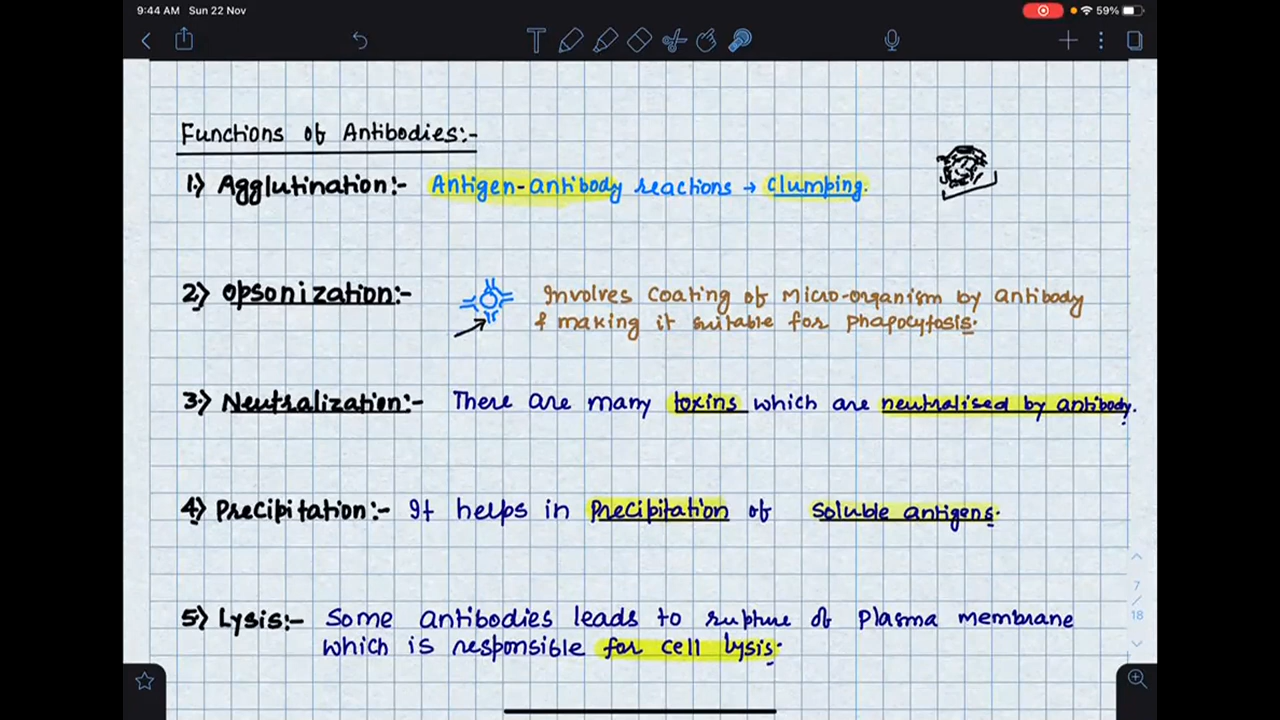 9:44 AM Sun 22 Nov
59%
Functions of Antibodies:-
1.) Agglutination:- Antigen-antibody reactions → clumping.
2) Opsonization:- Involves coating of micro-organism by antibody
& making it suitable for phapocytosis.
3.) Neutralization:- There are many toxins which are neutralised by antibody.
4) Precipitation:- It helps in precipitation of soluble antigens.
5) Lysis:- Some antibodies leads to rupture of plasma membrane
which is responsible for cell lysis.
7
/
18